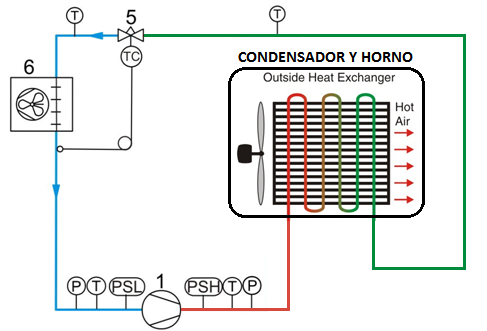 T
5
T
TC
CONDENSADOR Y HORNO
6
Outside Heat Exchanger
Hot
Air
P T PSL 1 PSH T P